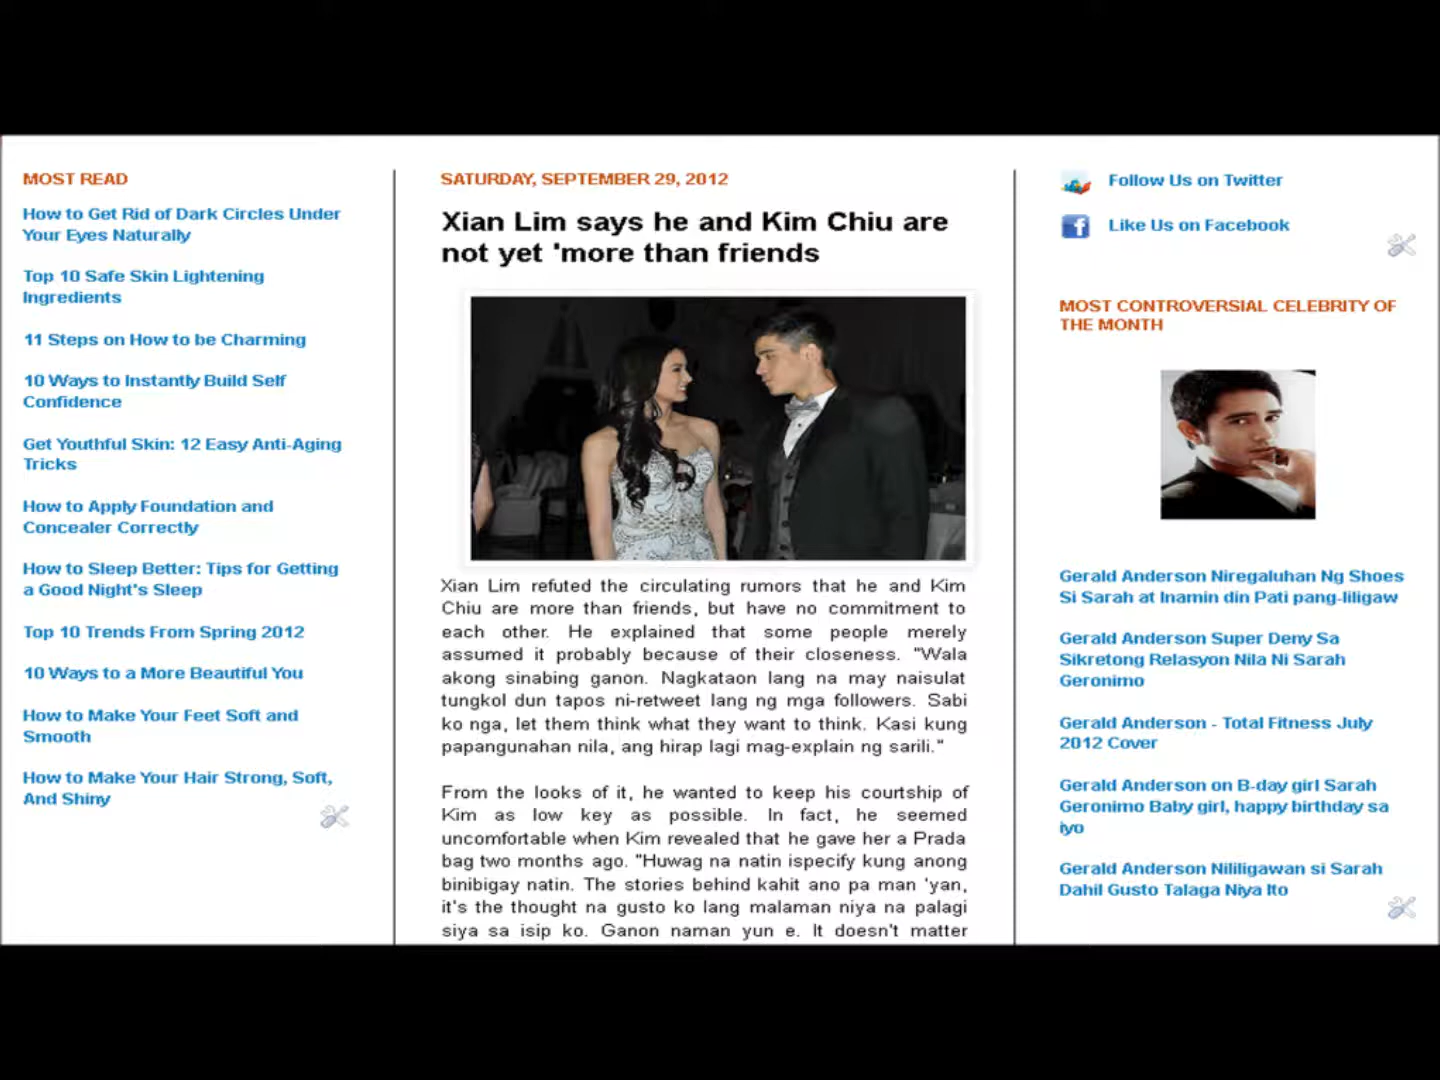 MOST READ
How to Get Rid of Dark Circles Under
Your Eyes Naturally
Top 10 Safe Skin Lightening
Ingredients
11 Steps on How to be Charming
10 Ways to Instantly Build Self
Confidence
Get Youthful Skin: 12 Easy Anti-Aging
Tricks
How to Apply Foundation and
Concealer Correctly
How to Sleep Better: Tips for Getting
a Good Night's Sleep
Top 10 Trends From Spring 2012
10 Ways to a More Beautiful You
How to Make Your Feet Soft and
Smooth
How to Make Your Hair Strong, Soft,
And Shiny
SATURDAY, SEPTEMBER 29, 2012
Xian Lim says he and Kim Chiu are
not yet 'more than friends
Xian Lim refuted the circulating rumors that he and Kim
Chiu are more than friends, but have no commitment to
each other. He explained that some people merely
assumed it probably because of their closeness. "Wala
akong sinabing ganon. Nagkataon lang na may naisulat
tungkol dun tapos ni-retweet lang ng mga followers. Sabi
ko nga, let them think what they want to think. Kasi kung
papangunahan nila, ang hirap lagi mag-explain ng sarili."
From the looks of it, he wanted to keep his courtship of
Kim as low key as possible. In fact, he seemed
uncomfortable when Kim revealed that he gave her a Prada
bag two months ago. "Huwag na natin ispecify kung anong
binibigay natin. The stories behind kahit ano pa man 'yan,
it's the thought na gusto ko lang malaman niya na palagi
siya sa isip ko. Ganon naman yun e. It doesn't matter
Follow Us on Twitter
Like Us on Facebook
MOST CONTROVERSIAL CELEBRITY OF
THE MONTH
Gerald Anderson Niregaluhan Ng Shoes
Si Sarah at Inamin din Pati pang-liligaw
Gerald Anderson Super Deny Sa
Sikretong Relasyon Nila Ni Sarah
Geronimo
Gerald Anderson - Total Fitness July
2012 Cover
Gerald Anderson on B-day girl Sarah
Geronimo Baby girl, happy birthday sa
iyo
Gerald Anderson Nililigawan si Sarah
Dahil Gusto Talaga Niya Ito